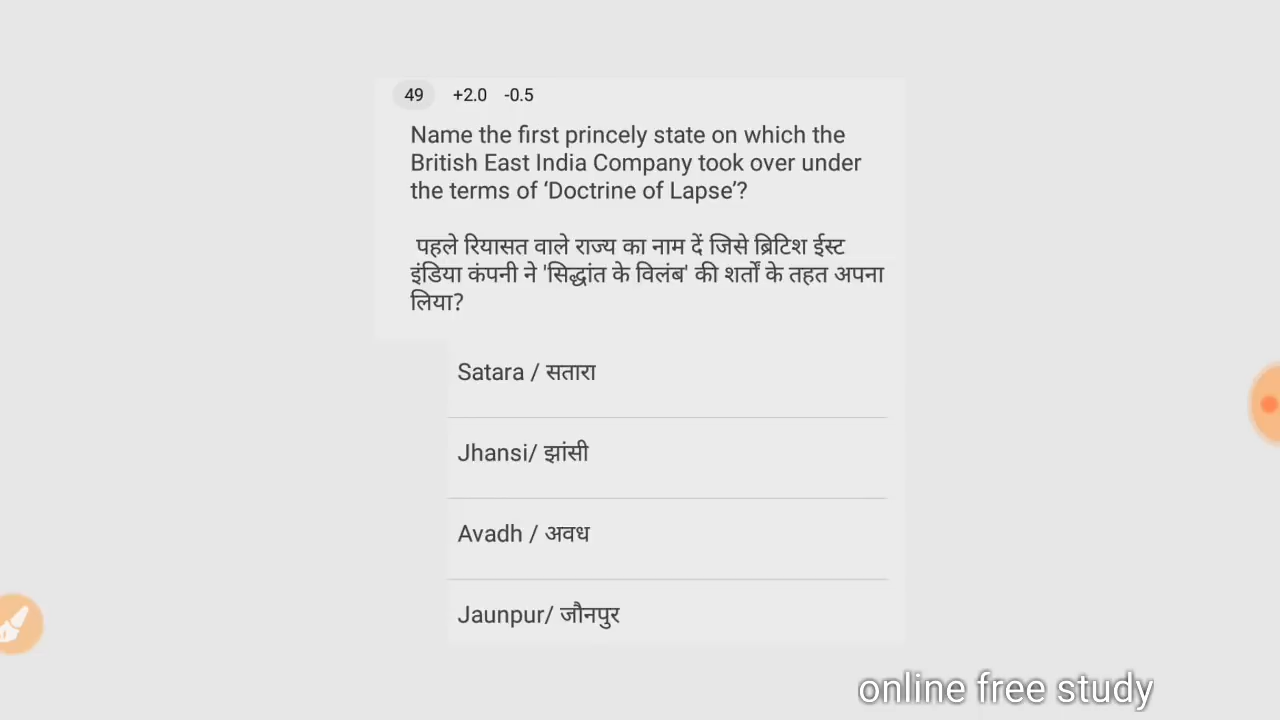 49 +2.0 -0.5
Name the first princely state on which the
British East India Company took over under
the terms of ‘Doctrine of Lapse’?
पहले रियासत वाले राज्य का नाम दें जिसे ब्रिटिश ईस्ट
इंडिया कंपनी ने 'सिद्धांत के विलंब' की शर्तों के तहत अपना
लिया?
Satara / सतारा
Jhansi/ झांसी
Avadh / अवध
Jaunpur/ जौनपुर
online free study